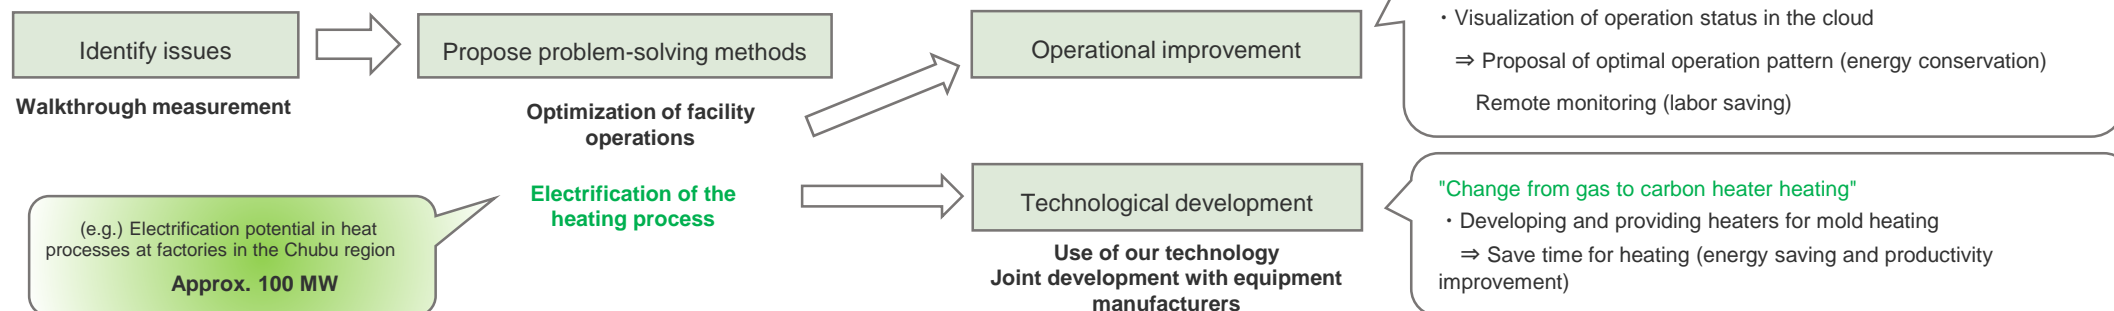 Identify issues
Walkthrough measurement
Propose problem-solving methods
Optimization of facility
operations
Electrification of the
heating process
(e.g.) Electrification potential in heat
processes at factories in the Chubu region
Approx. 100 MW
Operational improvement
・Visualization of operation status in the cloud
⇒ Proposal of optimal operation pattern (energy conservation)
Remote monitoring (labor saving)
Technological development
Use of our technology
Joint development with equipment
manufacturers
"Change from gas to carbon heater heating"
・Developing and providing heaters for mold heating
⇒ Save time for heating (energy saving and productivity
improvement)